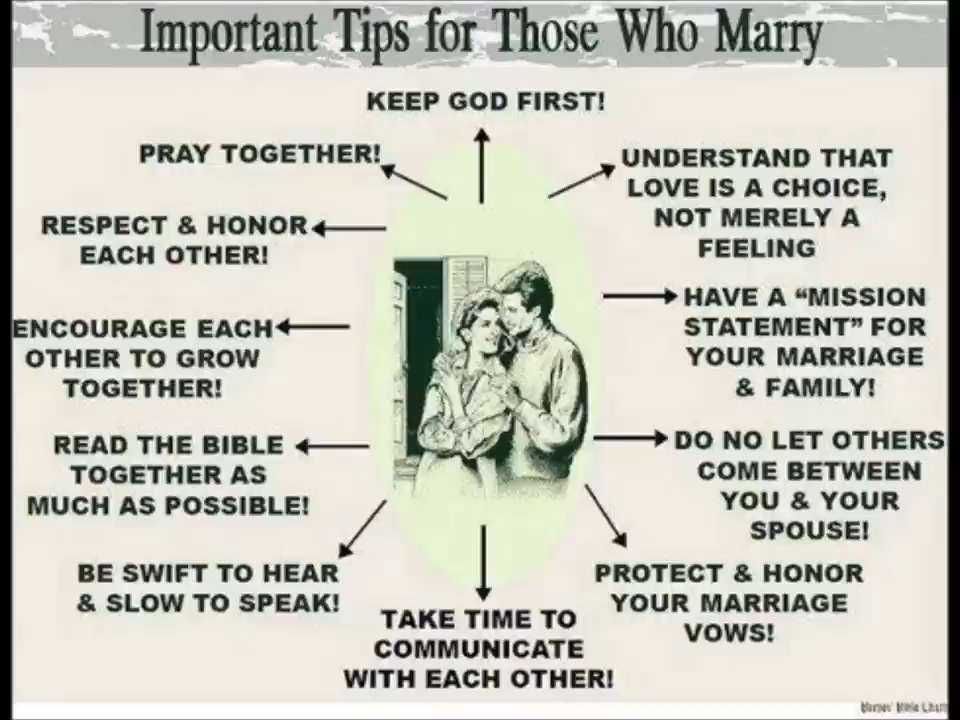 Important Tips for Those Who Marry
KEEP GOD FIRST!
PRAY TOGETHER!
UNDERSTAND THAT
LOVE IS A CHOICE,
NOT MERELY A
FEELING
RESPECT & HONOR
EACH OTHER!
HAVE A “MISSION
STATEMENT” FOR
YOUR MARRIAGE
& FAMILY!
ENCOURAGE EACH
OTHER TO GROW
TOGETHER!
DO NO LET OTHERS
COME BETWEEN
YOU & YOUR
SPOUSE!
READ THE BIBLE
TOGETHER AS
MUCH AS POSSIBLE!
BE SWIFT TO HEAR
& SLOW TO SPEAK!
PROTECT & HONOR
YOUR MARRIAGE
VOWS!
TAKE TIME TO
COMMUNICATE
WITH EACH OTHER!
Bible